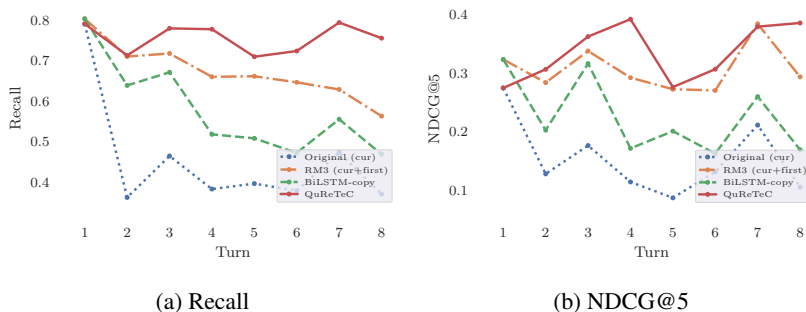 0.8
0.7
0.6
0.5
0.4
Recall
Original (cur)
RM3 (cur+first)
BiLSTM-copy
QuReTeC
1 2 3 4 5 6 7 8
Turn
(a) Recall
0.4
0.3
0.2
0.1
NDCG@5
Original (cur)
RM3 (cur+first)
BiLSTM-copy
QuReTeC
1 2 3 4 5 6 7 8
Turn
(b) NDCG@5